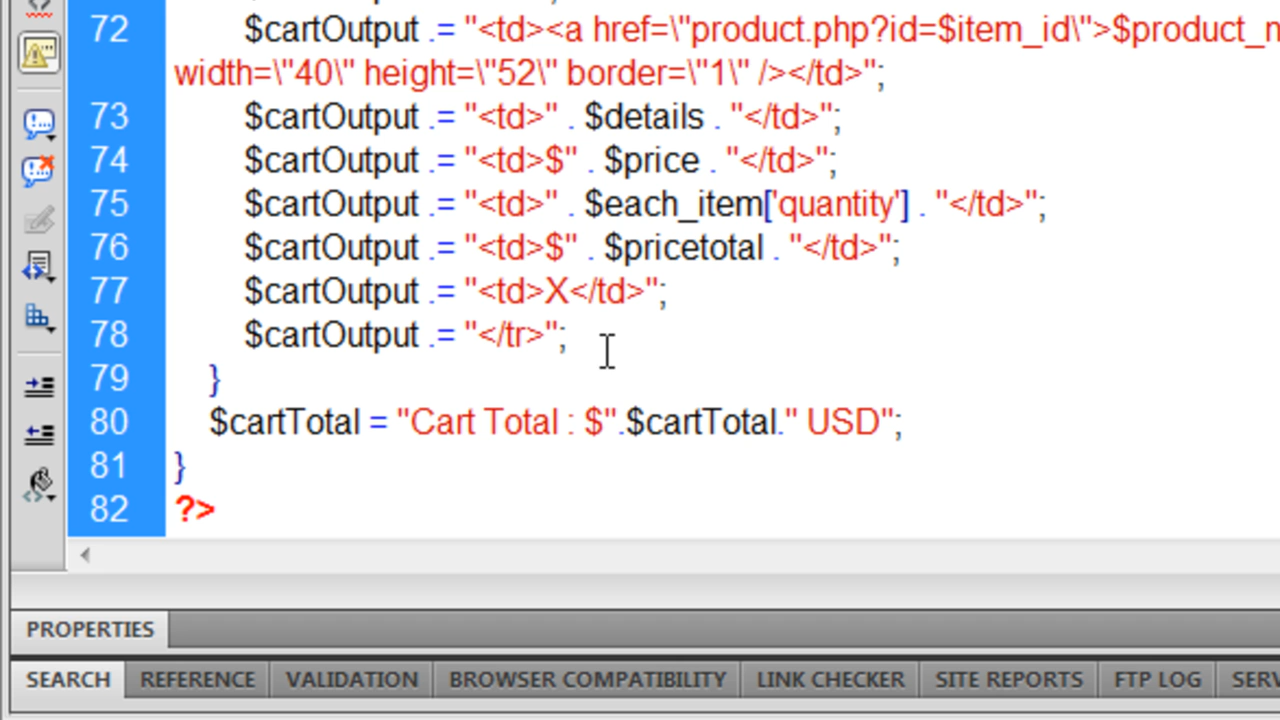 72 $cartOutput .= "<td><a href=\"product.php?id=$item_id\">$product_n
width=\"40\" height=\"52\" border=\"1\" /></td>";
73 $cartOutput .= "<td>" . $details . "</td>";
74 $cartOutput .= "<td>$" . $price . "</td>";
75 $cartOutput .= "<td>" . $each_item['quantity'] . "</td>";
76 $cartOutput .= "<td>$" . $pricetotal . "</td>";
77 $cartOutput .= "<td>X</td>";
78 $cartOutput .= "</tr>";
79 }
80 $cartTotal = "Cart Total : $".$cartTotal." USD";
81 }
82 ?>
PROPERTIES
SEARCH REFERENCE VALIDATION BROWSER COMPATIBILITY LINK CHECKER SITE REPORTS FTP LOG SERV